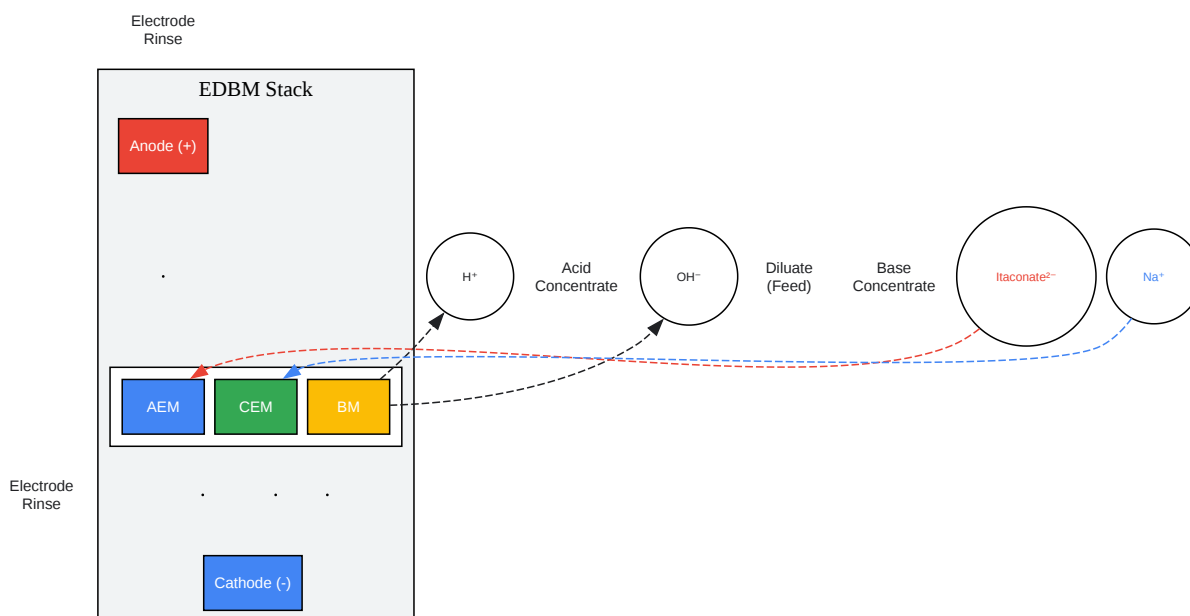 Electrode
Rinse
EDBM Stack
Anode (+)
H⁺
Acid
Concentrate
OH⁻
Diluate
(Feed)
Base
Concentrate
Itaconate²⁻
Na⁺
AEM
CEM
BM
Electrode
Rinse
Cathode (-)